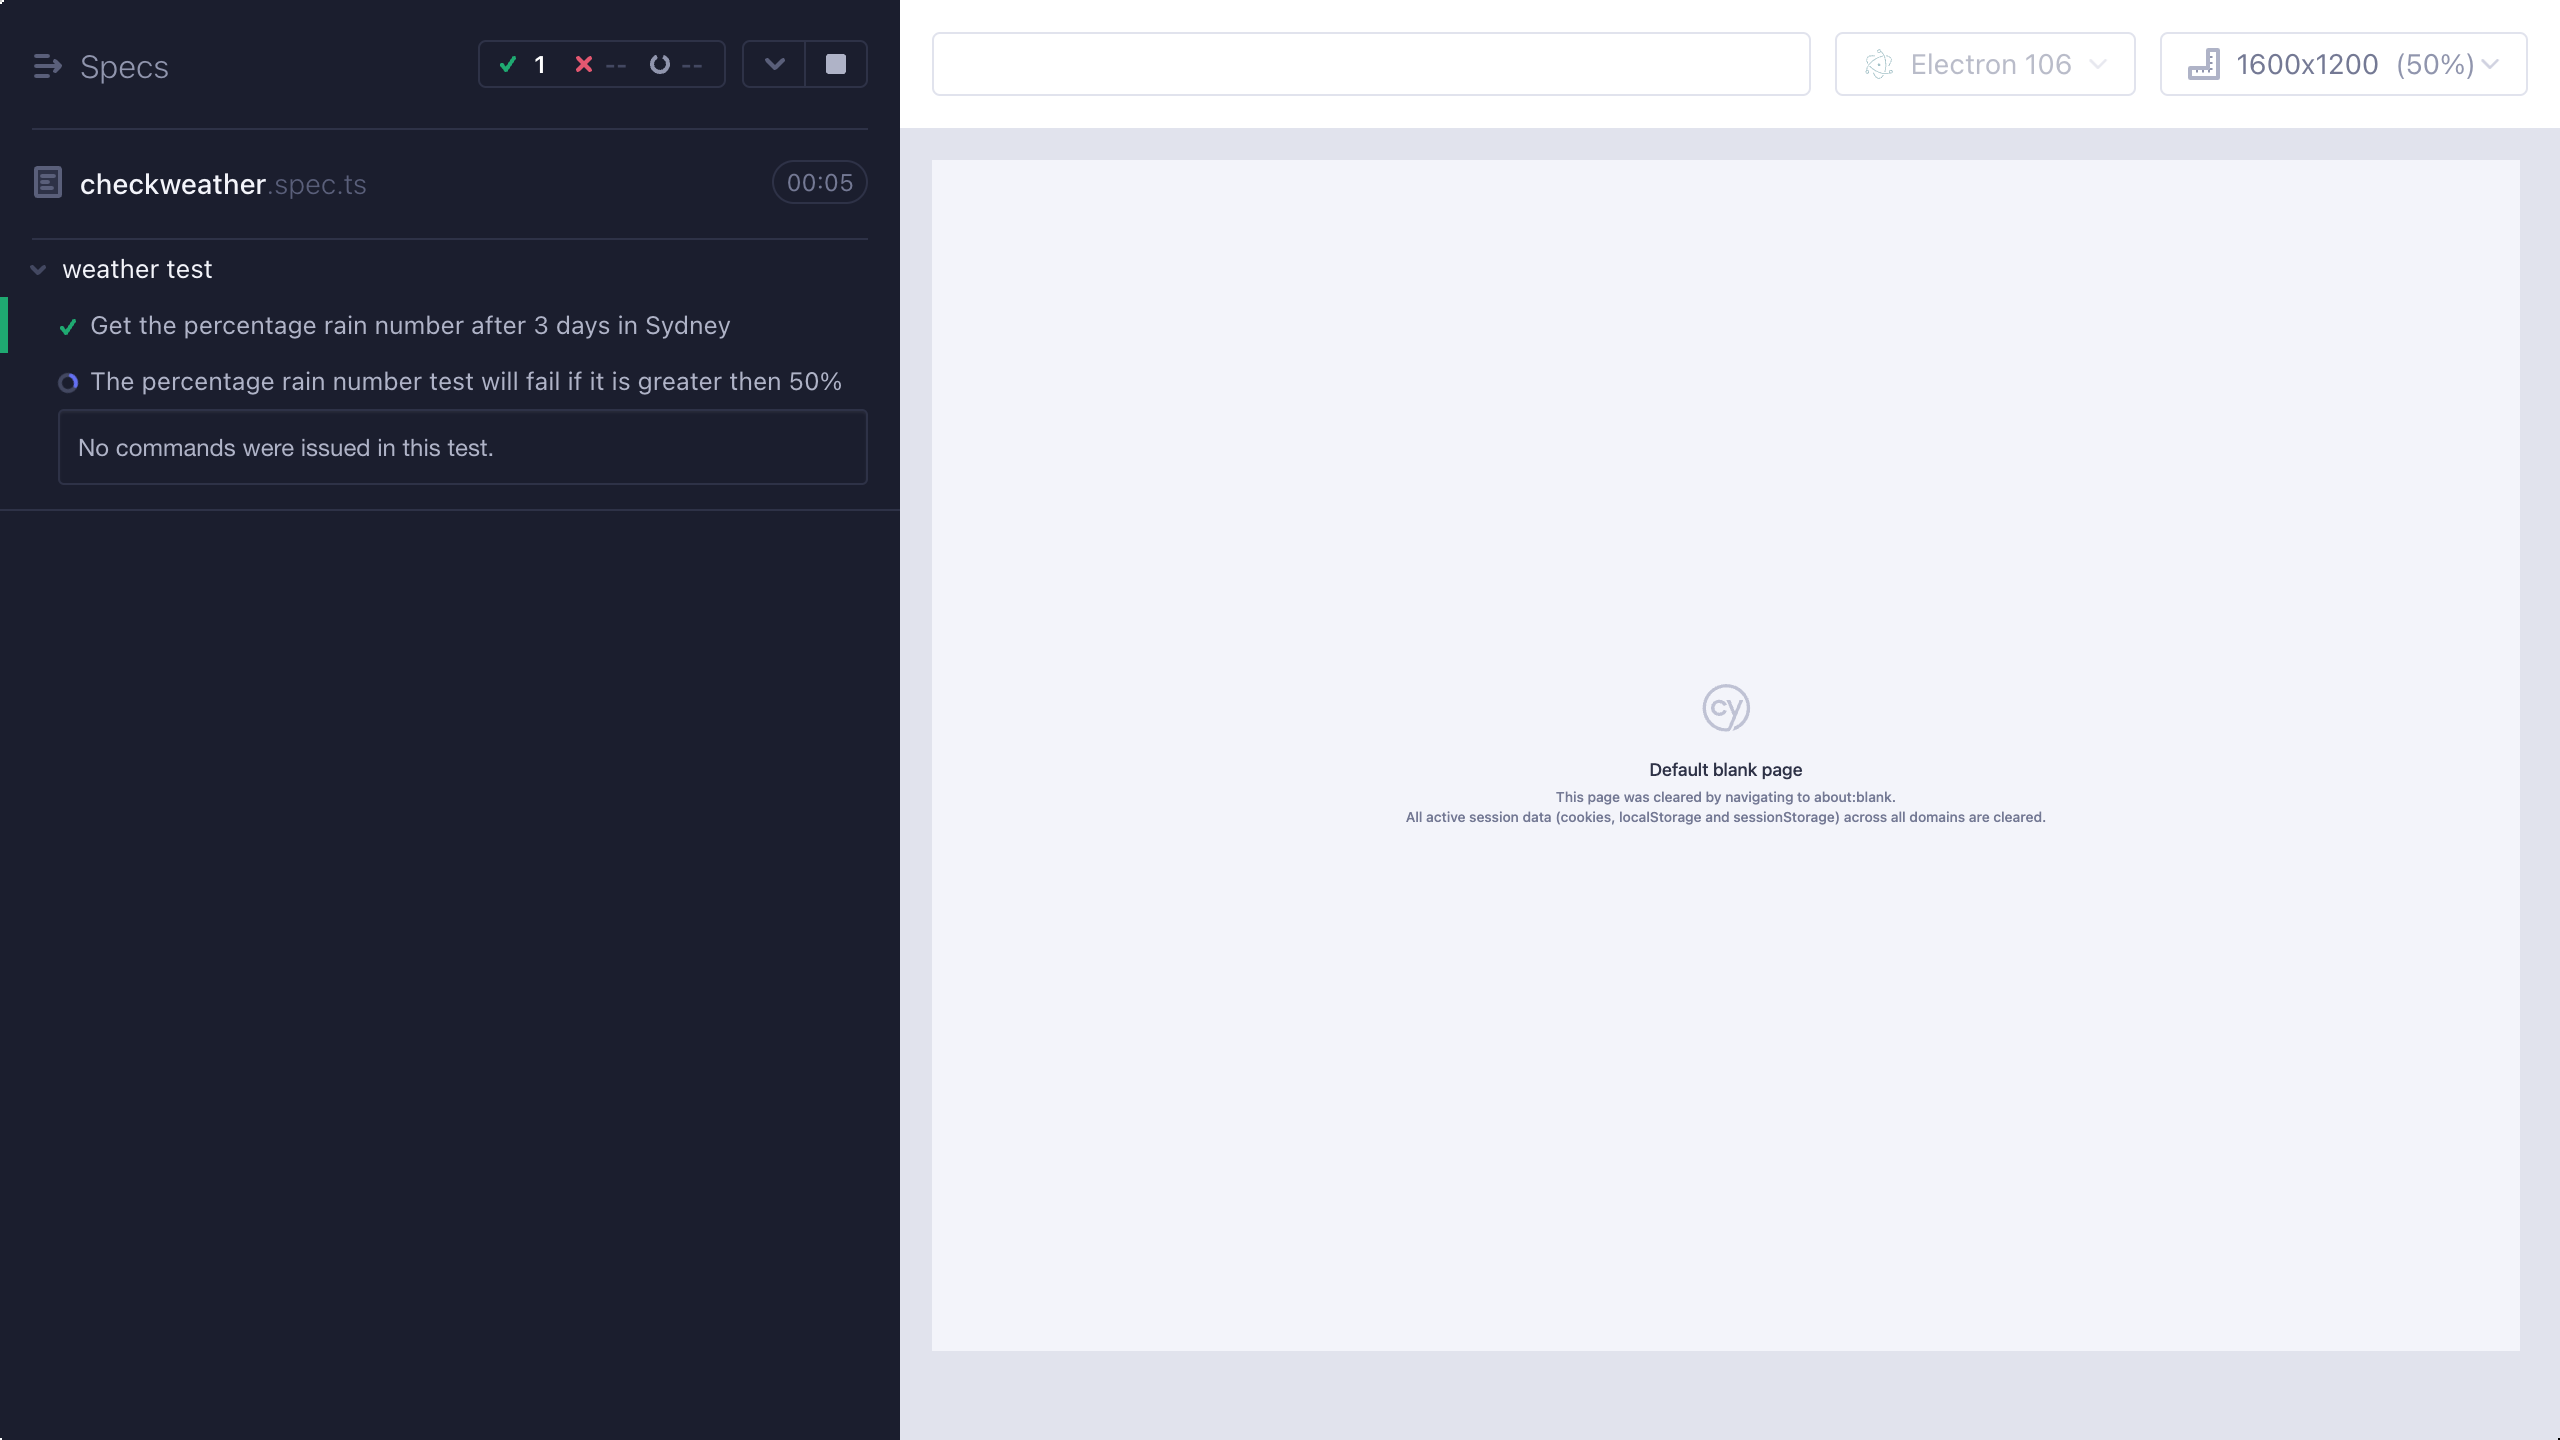 Specs
1 -- --
checkweather.spec.ts
00:05
weather test
Get the percentage rain number after 3 days in Sydney
The percentage rain number test will fail if it is greater then 50%
No commands were issued in this test.
Electron 106
1600x1200 (50%)
cy
Default blank page
This page was cleared by navigating to about:blank.
All active session data (cookies, localStorage and sessionStorage) across all domains are cleared.